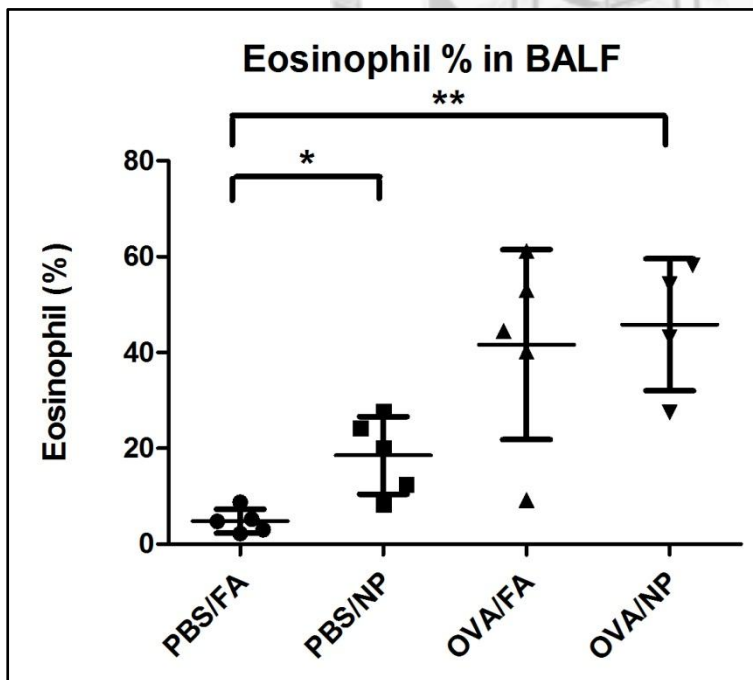 Eosinophil % in BALF
**
*
Eosinophil (%)
80
60
40
20
0
PBS/FA
PBS/NP
OVA/FA
OVA/NP